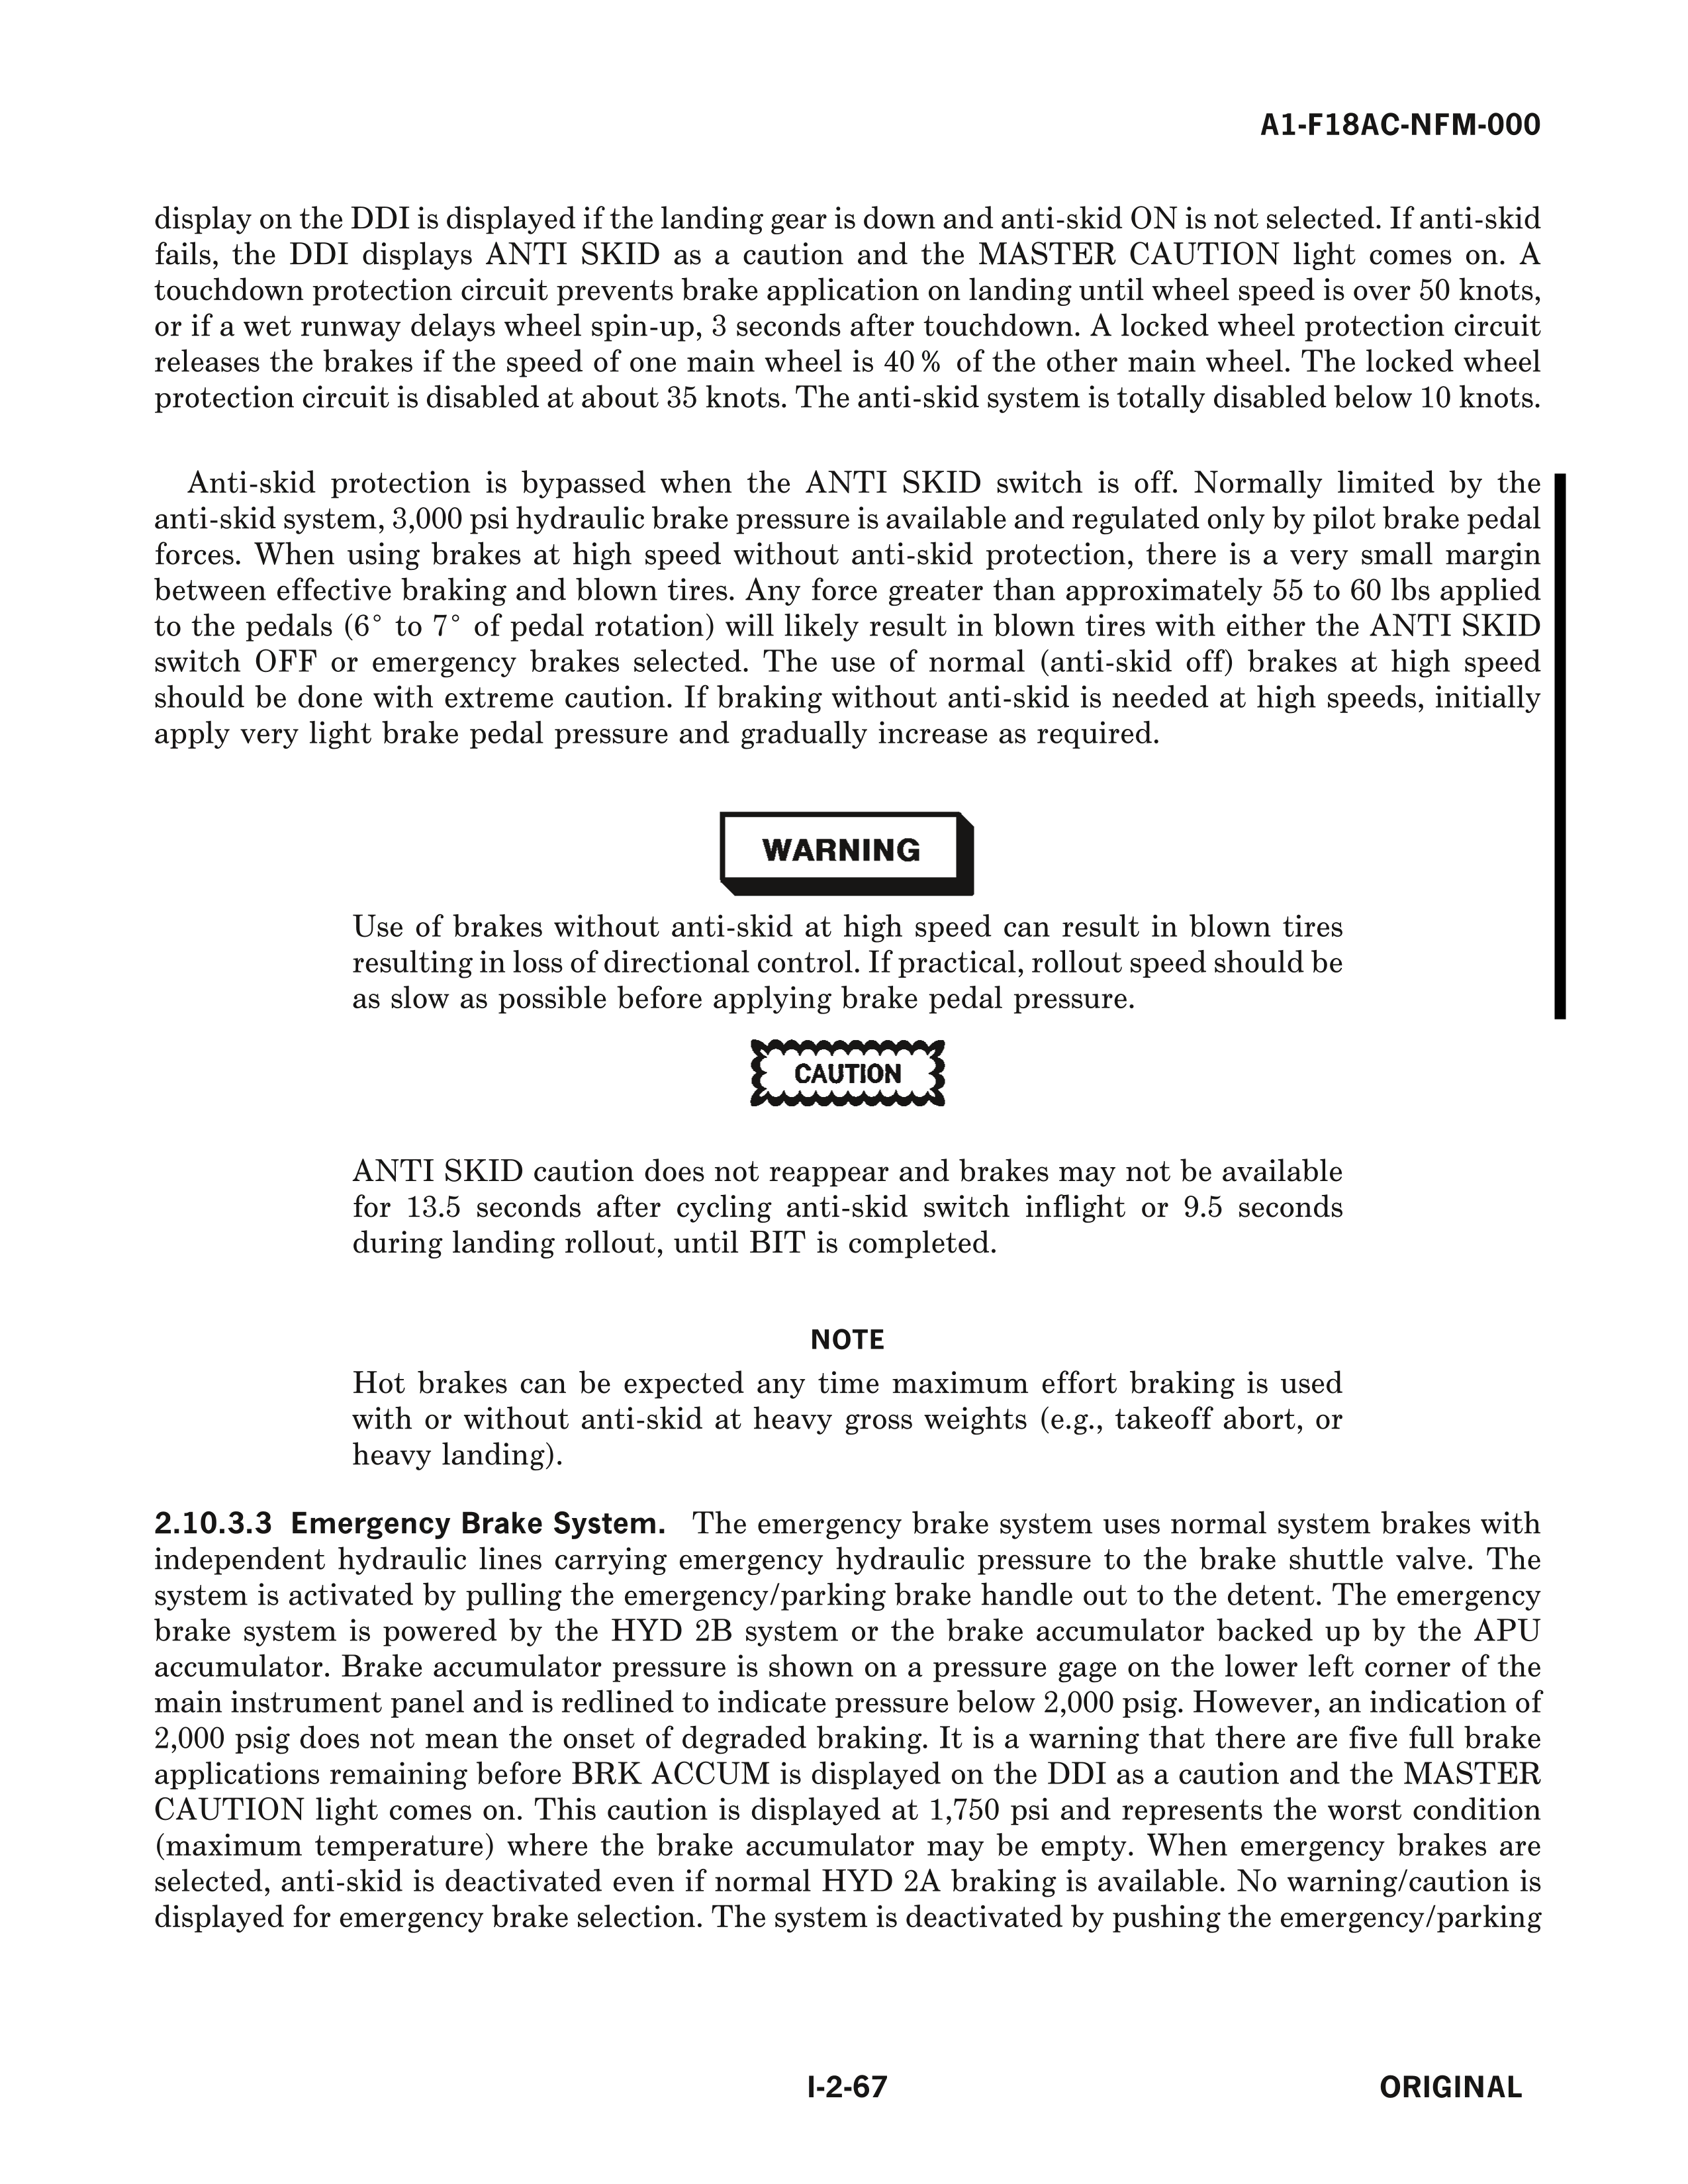 A1-F18AC-NFM-000
display on the DDI is displayed if the landing gear is down and anti-skid ON is not selected. If anti-skid
fails, the DDI displays ANTI SKID as a caution and the MASTER CAUTION light comes on. A
touchdown protection circuit prevents brake application on landing until wheel speed is over 50 knots,
or if a wet runway delays wheel spin-up, 3 seconds after touchdown. A locked wheel protection circuit
releases the brakes if the speed of one main wheel is 40% of the other main wheel. The locked wheel
protection circuit is disabled at about 35 knots. The anti-skid system is totally disabled below 10 knots.
Anti-skid protection is bypassed when the ANTI SKID switch is off. Normally limited by the
anti-skid system, 3,000 psi hydraulic brake pressure is available and regulated only by pilot brake pedal
forces. When using brakes at high speed without anti-skid protection, there is a very small margin
between effective braking and blown tires. Any force greater than approximately 55 to 60 lbs applied
to the pedals (6° to 7° of pedal rotation) will likely result in blown tires with either the ANTI SKID
switch OFF or emergency brakes selected. The use of normal (anti-skid off) brakes at high speed
should be done with extreme caution. If braking without anti-skid is needed at high speeds, initially
apply very light brake pedal pressure and gradually increase as required.
WARNING
Use of brakes without anti-skid at high speed can result in blown tires
resulting in loss of directional control. If practical, rollout speed should be
as slow as possible before applying brake pedal pressure.
CAUTION
ANTI SKID caution does not reappear and brakes may not be available
for 13.5 seconds after cycling anti-skid switch inflight or 9.5 seconds
during landing rollout, until BIT is completed.
NOTE
Hot brakes can be expected any time maximum effort braking is used
with or without anti-skid at heavy gross weights (e.g., takeoff abort, or
heavy landing).
2.10.3.3 Emergency Brake System. The emergency brake system uses normal system brakes with
independent hydraulic lines carrying emergency hydraulic pressure to the brake shuttle valve. The
system is activated by pulling the emergency/parking brake handle out to the detent. The emergency
brake system is powered by the HYD 2B system or the brake accumulator backed up by the APU
accumulator. Brake accumulator pressure is shown on a pressure gage on the lower left corner of the
main instrument panel and is redlined to indicate pressure below 2,000 psig. However, an indication of
2,000 psig does not mean the onset of degraded braking. It is a warning that there are five full brake
applications remaining before BRK ACCUM is displayed on the DDI as a caution and the MASTER
CAUTION light comes on. This caution is displayed at 1,750 psi and represents the worst condition
(maximum temperature) where the brake accumulator may be empty. When emergency brakes are
selected, anti-skid is deactivated even if normal HYD 2A braking is available. No warning/caution is
displayed for emergency brake selection. The system is deactivated by pushing the emergency/parking
I-2-67
ORIGINAL